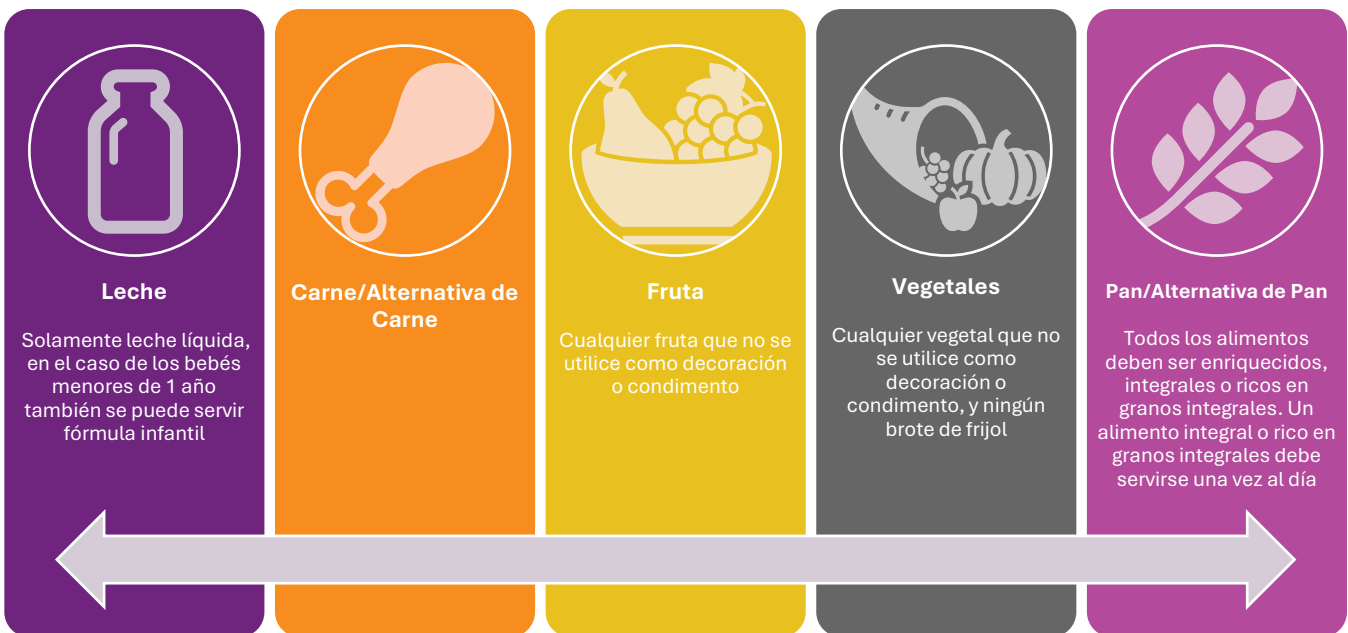 Leche
Solamente leche líquida,
en el caso de los bebés
menores de 1 año
también se puede servir
fórmula infantil
Carne/Alternativa de
Carne
Fruta
Cualquier fruta que no se
utilice como decoración
o condimento
Vegetales
Cualquier vegetal que no
se utilice como
decoración o
condimento, y ningún
brote de frijol
Pan/Alternativa de Pan
Todos los alimentos
deben ser enriquecidos,
integrales o ricos en
granos integrales. Un
alimento integral o rico en
granos integrales debe
servirse una vez al día